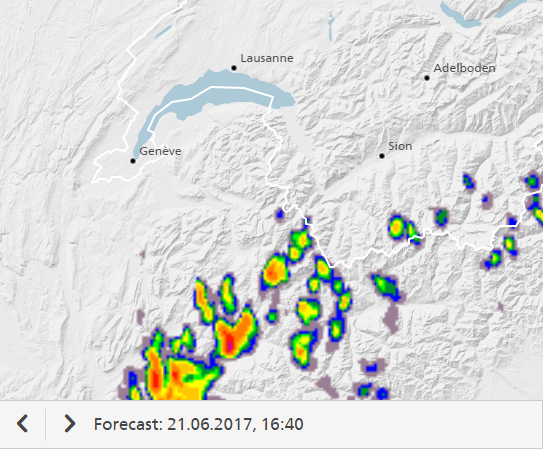 Lausanne
Adelboden
Sion
Genève
Forecast: 21.06.2017, 16:40